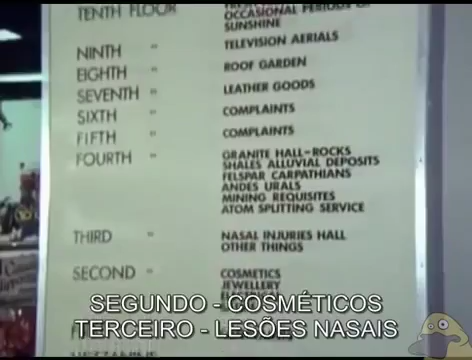 TENTH FLOOR
OCCASIONAL PERIODS OF
SUNSHINE
NINTH " TELEVISION AERIALS
EIGHTH " ROOF GARDEN
SEVENTH " LEATHER GOODS
SIXTH " COMPLAINTS
FIFTH " COMPLAINTS
FOURTH " GRANITE HALL-ROCKS
SHALES ALLUVIAL DEPOSITS
FELSPAR CARPATHIANS
ANDES URALS
MINING REQUISITES
ATOM SPLITTING SERVICE
THIRD " NASAL INJURIES HALL
OTHER THINGS
SECOND " COSMETICS
JEWELLERY
ELECTRICAL
SEGUNDO - COSMÉTICOS
TERCEIRO - LESÕES NASAIS